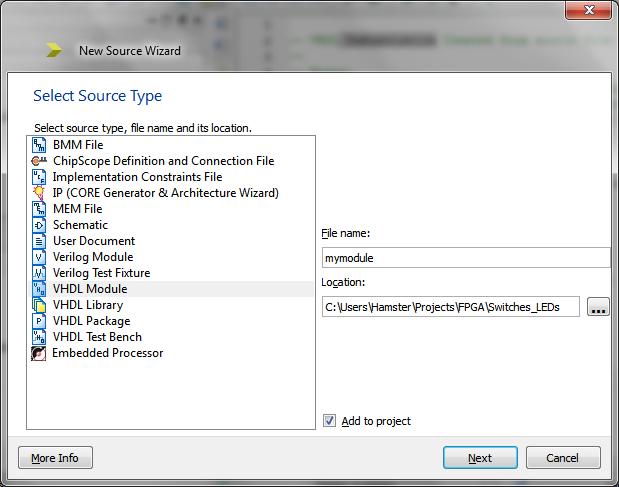 New Source Wizard
Select Source Type
Select source type, file name and its location.
BMM File
ChipScope Definition and Connection File
Implementation Constraints File
IP (CORE Generator & Architecture Wizard)
MEM File
Schematic
User Document
Verilog Module
Verilog Test Fixture
VHDL Module
VHDL Library
VHDL Package
VHDL Test Bench
Embedded Processor
File name:
mymodule
Location:
C:\Users\Hamster\Projects\FPGA\Switches_LEDs
...
Add to project
More Info
Next
Cancel